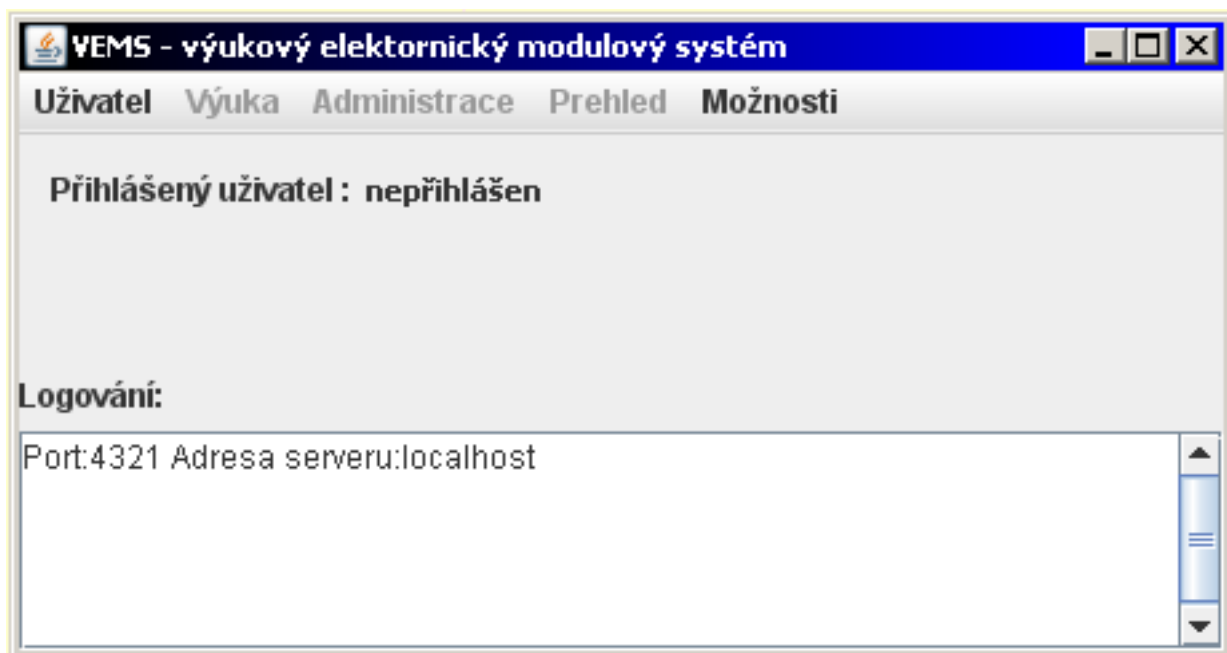 VEMS - výukový elektornický modulový systém
Uživatel Výuka Administrace Prehled Možnosti
Přihlášený uživatel : nepřihlášen
Logování:
Port:4321 Adresa serveru:localhost